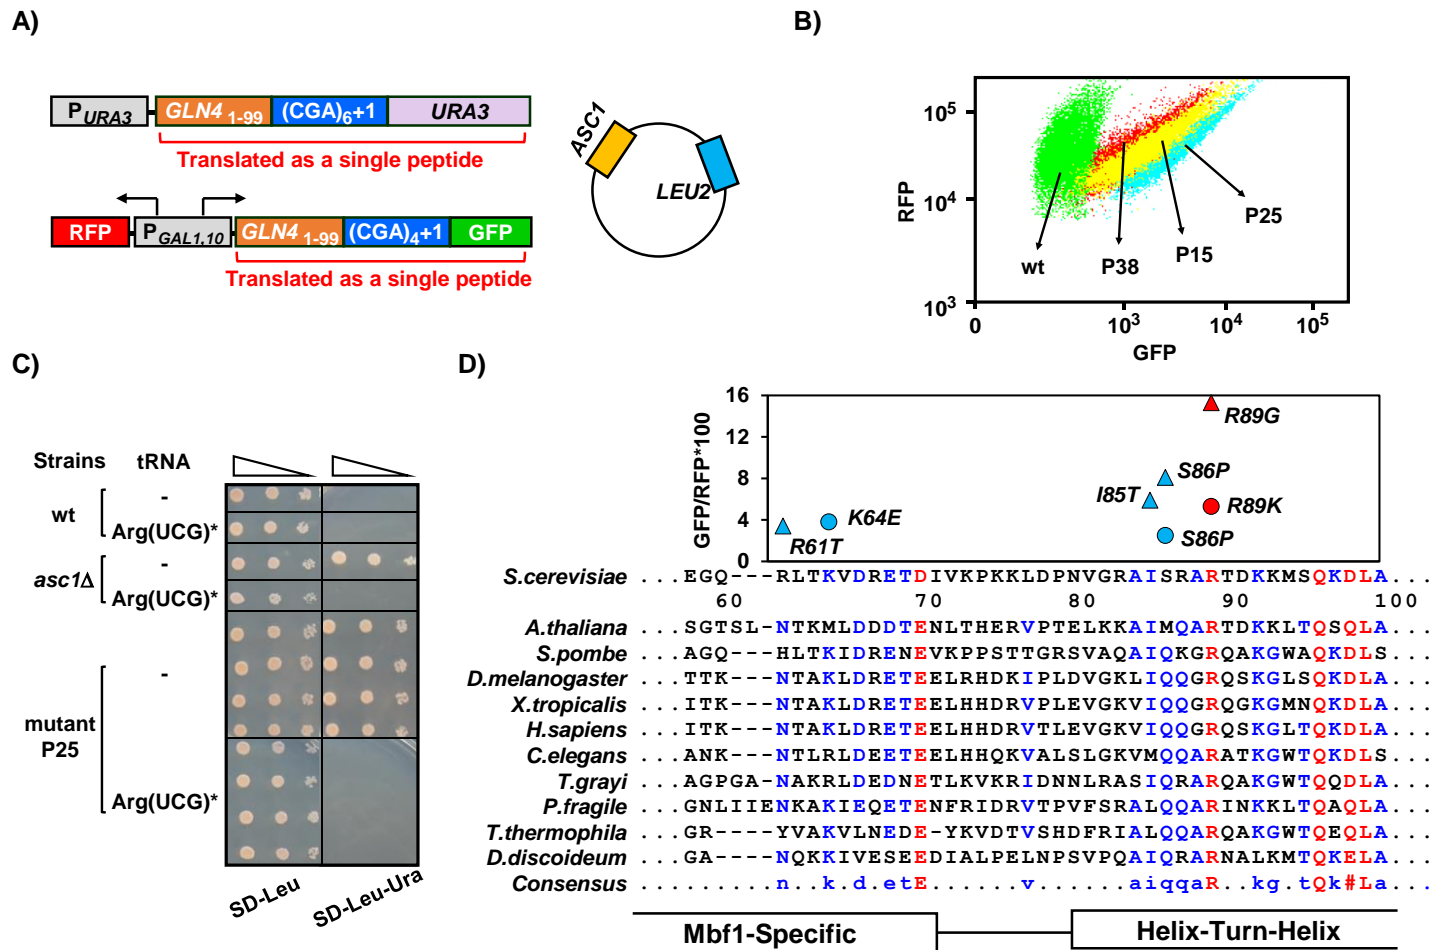 A)
P URA3 GLN4 1-99 (CGA)6+1 URA3
Translated as a single peptide
RFP P GAL1,10 GLN4 1-99 (CGA)4+1 GFP
Translated as a single peptide
ASC1
LEU2
B)
RFP
10^5
10^4
10^3
0
10^3
10^4
10^5
GFP
wt
P38
P15
P25
C)
Strains tRNA
wt
-
Arg(UCG)*
asc1Δ
-
Arg(UCG)*
mutant P25
-
Arg(UCG)*
SD-Leu
SD-Leu-Ura
D)
GFP/RFP*100
16
12
8
4
0
R61T
K64E
I85T
S86P
S86P
R89G
R89K
S.cerevisiae ...EGQ---RLTKVDRETDIVKPKKLDPNVGRAISRARTDKKMSQKDLA...
60 70 80 90 100
A.thaliana ...SGTSL-NTKMLDDDTENLTHERVPTELKKAIMQARTDKKLTQSQLA...
S.pombe ...AGQ---HLTKIDRENEVKPPSTTGRSVAQAIQKGRQAKGWAQKDLS...
D.melanogaster ...TTK---NTAKLDRETEELRHDKIPLDVGKLIQQGRQSKGLSQKDLA...
X.tropicalis ...ITK---NTAKLDRETEELHHDRVPLEVGKVIQQGRQGKGMNQKDLA...
H.sapiens ...ITK---NTAKLDRETEELHHDRVTLEVGKVIQQGRQSKGLTQKDLA...
C.elegans ...ANK---NTLRLDEETEELHHQKVALSLGKVMQQARATKGWTQKDLS...
T.grayi ...AGPGA-NAKRLDEDNETLKVKRIDNNLRASIQRARQAKGWTQQDLA...
P.fragile ...GNLIIENKAKIEQETENFRIDRVTPVFSRALQQARINKKLTQAQLA...
T.thermophila ...GR----YVAKVLNEDE-YKVDTVSHDFRIALQQARQAKGWTQEQLA...
D.discoideum ...GA----NQKKIVESEEDIALPELNPSVPQAIQRARNALKMTQKELA...
Consensus .........n..k.d.etE......v.......aiqqaR..kg.tQk#La...
Mbf1-Specific
Helix-Turn-Helix